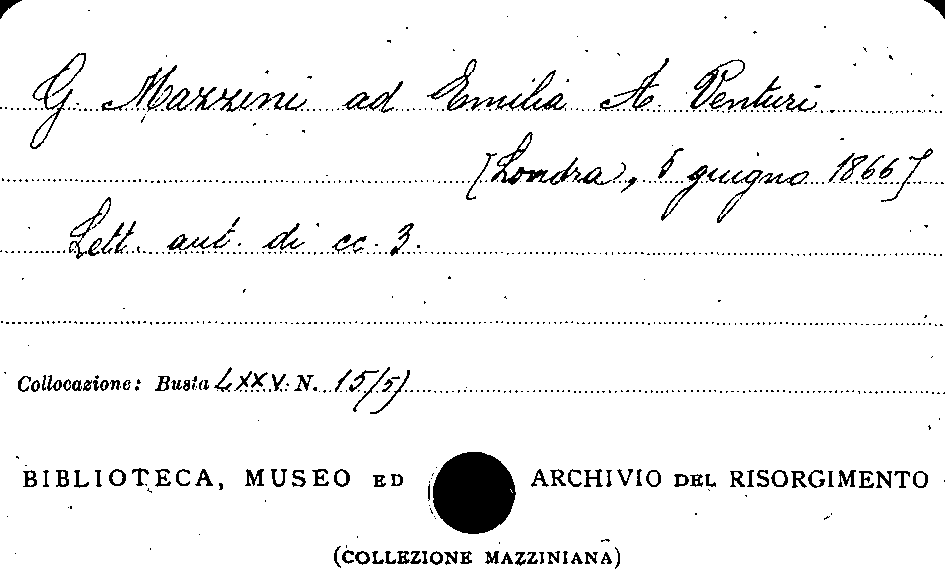 G. Mazzini ad Emilia A. Venturi.
[Londra, 5 giugno 1866]
Lett. aut. di cc. 3.
Collocazione: Busta LXXV. N. 15/5)
BIBLIOTECA, MUSEO ED ARCHIVIO DEL RISORGIMENTO
(COLLEZIONE MAZZINIANA)